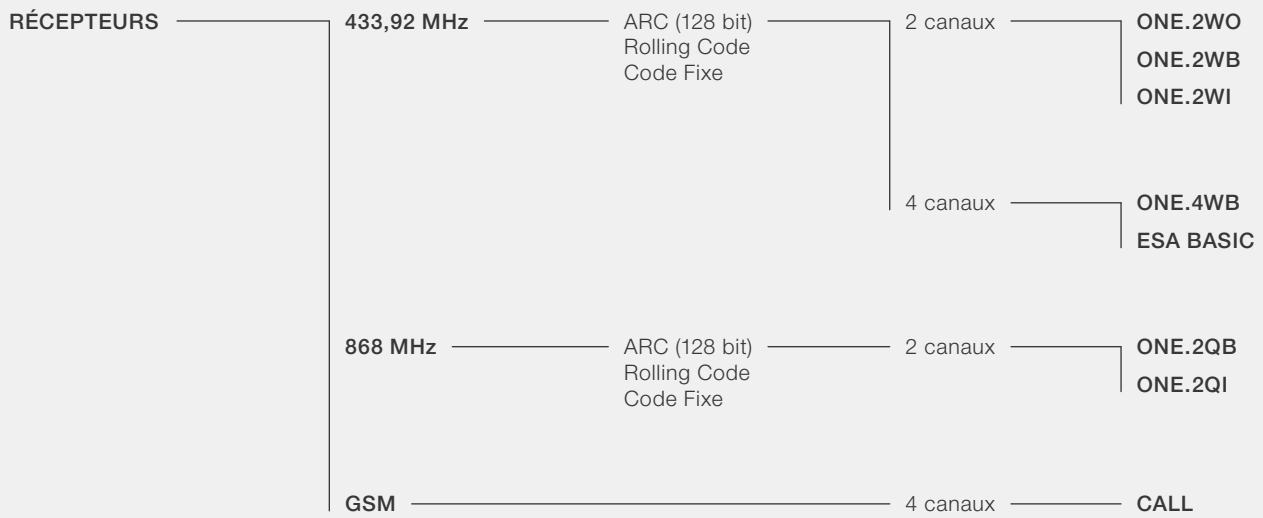 RÉCEPTEURS
433,92 MHz
ARC (128 bit)
Rolling Code
Code Fixe
2 canaux
ONE.2WO
ONE.2WB
ONE.2WI
4 canaux
ONE.4WB
ESA BASIC
868 MHz
ARC (128 bit)
Rolling Code
Code Fixe
2 canaux
ONE.2QB
ONE.2QI
GSM
4 canaux
CALL